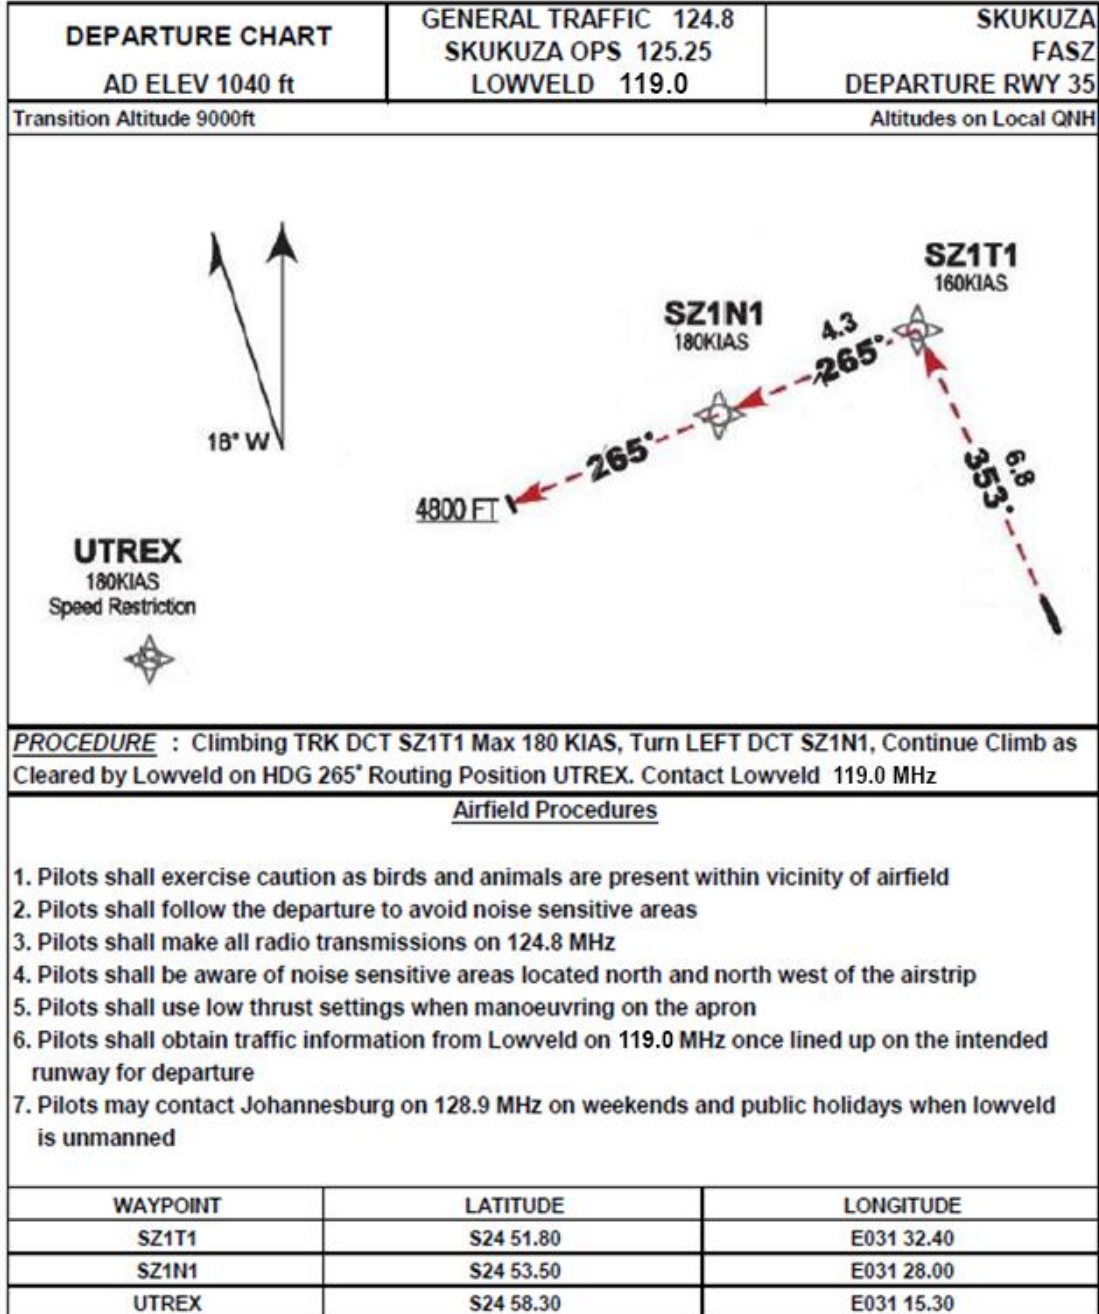 DEPARTURE CHART
AD ELEV 1040 ft
GENERAL TRAFFIC 124.8
SKUKUZA OPS 125.25
LOWVELD 119.0
SKUKUZA
FASZ
DEPARTURE RWY 35
Transition Altitude 9000ft
Altitudes on Local QNH
SZ1T1
160KIAS
SZ1N1
180KIAS
4.3
265°
18° W
265°
6.8
353°
4800 FT
UTREX
180KIAS
Speed Restriction
PROCEDURE : Climbing TRK DCT SZ1T1 Max 180 KIAS, Turn LEFT DCT SZ1N1, Continue Climb as
Cleared by Lowveld on HDG 265° Routing Position UTREX. Contact Lowveld 119.0 MHz
Airfield Procedures
1. Pilots shall exercise caution as birds and animals are present within vicinity of airfield
2. Pilots shall follow the departure to avoid noise sensitive areas
3. Pilots shall make all radio transmissions on 124.8 MHz
4. Pilots shall be aware of noise sensitive areas located north and north west of the airstrip
5. Pilots shall use low thrust settings when manoeuvring on the apron
6. Pilots shall obtain traffic information from Lowveld on 119.0 MHz once lined up on the intended
runway for departure
7. Pilots may contact Johannesburg on 128.9 MHz on weekends and public holidays when lowveld
is unmanned
WAYPOINT LATITUDE LONGITUDE
SZ1T1 S24 51.80 E031 32.40
SZ1N1 S24 53.50 E031 28.00
UTREX S24 58.30 E031 15.30